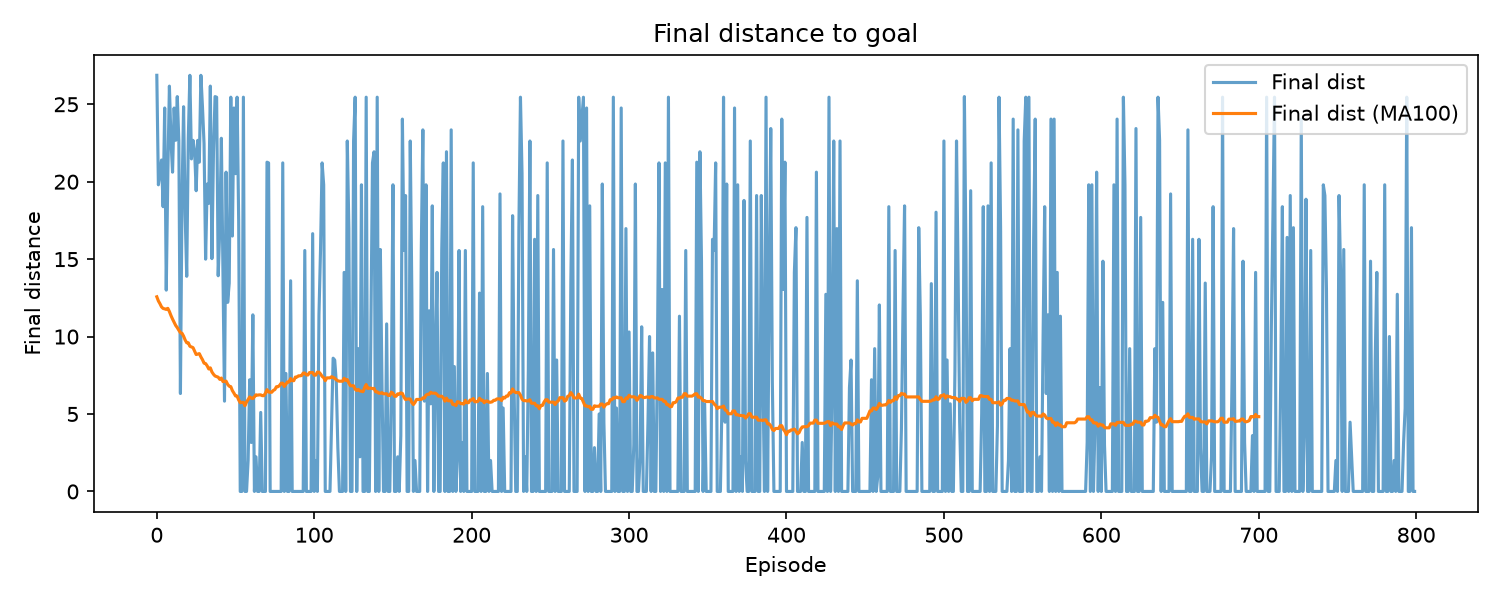 Final distance to goal
Final dist
Final dist (MA100)
25
20
15
10
5
0
Final distance
0 100 200 300 400 500 600 700 800
Episode